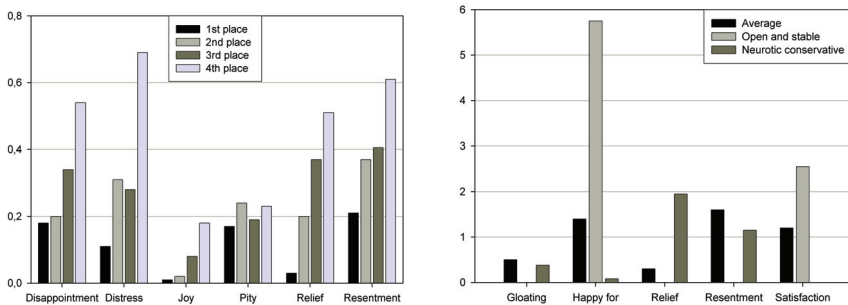 0,8
0,6
0,4
0,2
0,0
1st place
2nd place
3rd place
4th place
Disappointment Distress Joy Pity Relief Resentment
6
5
4
3
2
1
0
Average
Open and stable
Neurotic conservative
Gloating Happy for Relief Resentment Satisfaction